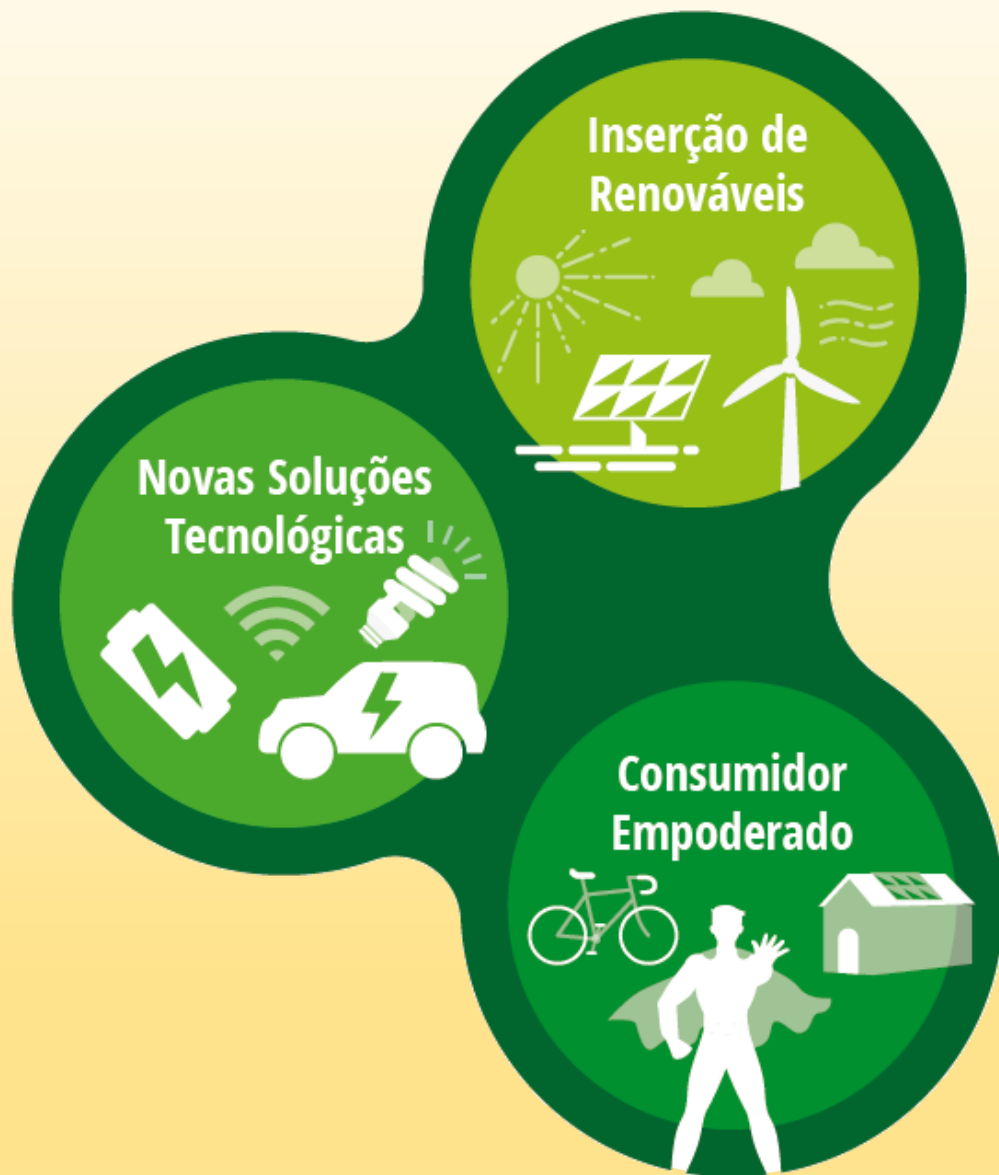 Inserção de
Renováveis
Novas Soluções
Tecnológicas
Consumidor
Empoderado